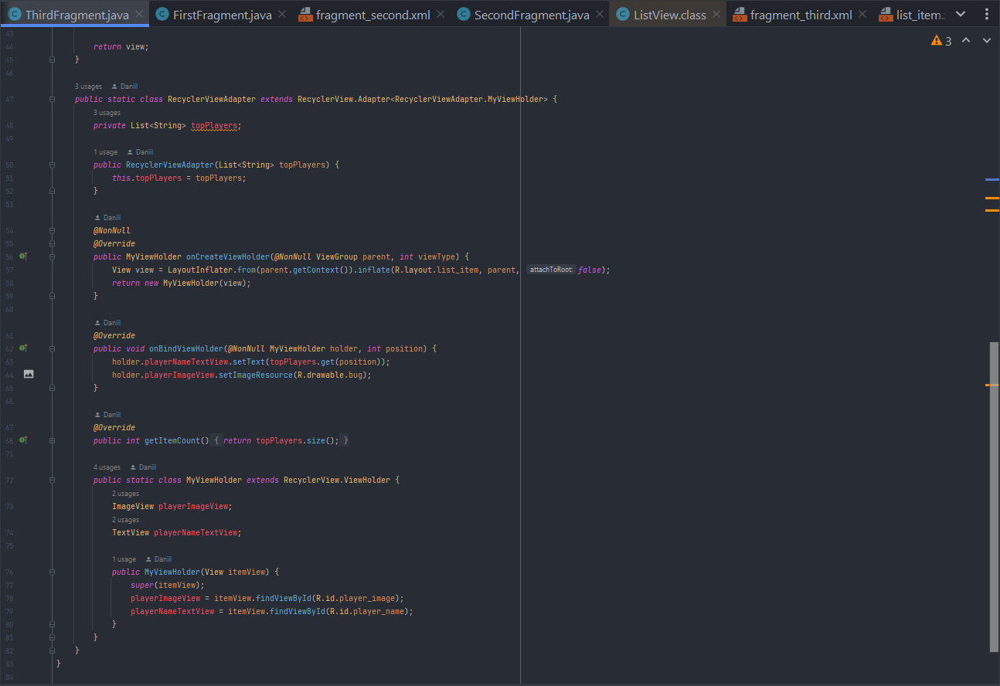 ThirdFragment.java FirstFragment.java fragment_second.xml SecondFragment.java ListView.class fragment_third.xml list_item.
3
43
44 return view;
45 }
46
3 usages Daniil
47 public static class RecyclerViewAdapter extends RecyclerView.Adapter<RecyclerViewAdapter.MyViewHolder> {
3 usages
48 private List<String> topPlayers;
49
1 usage Daniil
50 public RecyclerViewAdapter(List<String> topPlayers) {
51 this.topPlayers = topPlayers;
52 }
53
Daniil
54 @NonNull
55 @Override
56 public MyViewHolder onCreateViewHolder(@NonNull ViewGroup parent, int viewType) {
57 View view = LayoutInflater.from(parent.getContext()).inflate(R.layout.list_item, parent, attachToRoot: false);
58 return new MyViewHolder(view);
59 }
60
Daniil
61 @Override
62 public void onBindViewHolder(@NonNull MyViewHolder holder, int position) {
63 holder.playerNameTextView.setText(topPlayers.get(position));
64 holder.playerImageView.setImageResource(R.drawable.bug);
65 }
66
Daniil
67 @Override
68 public int getItemCount() { return topPlayers.size(); }
71
4 usages Daniil
72 public static class MyViewHolder extends RecyclerView.ViewHolder {
2 usages
73 ImageView playerImageView;
2 usages
74 TextView playerNameTextView;
75
1 usage Daniil
76 public MyViewHolder(View itemView) {
77 super(itemView);
78 playerImageView = itemView.findViewById(R.id.player_image);
79 playerNameTextView = itemView.findViewById(R.id.player_name);
80 }
81 }
82 }
83 }
84